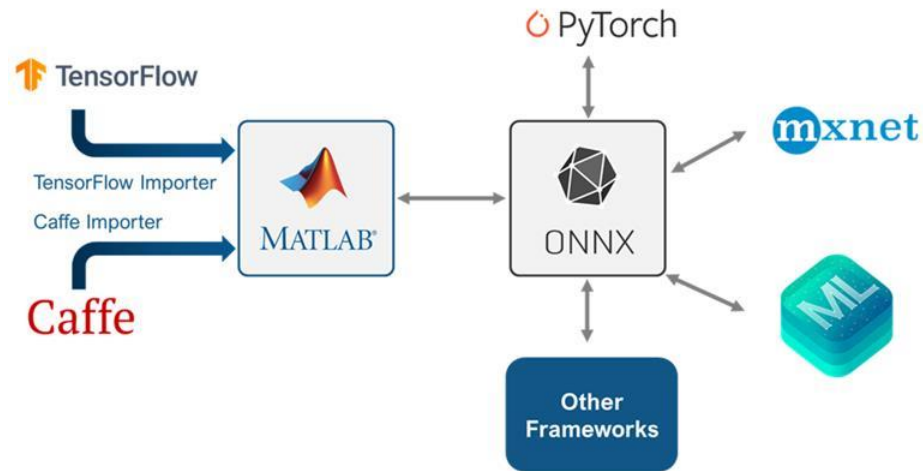 PyTorch
TensorFlow
mxnet
TensorFlow Importer
Caffe Importer
MATLAB®
ONNX
Caffe
ML
Other
Frameworks